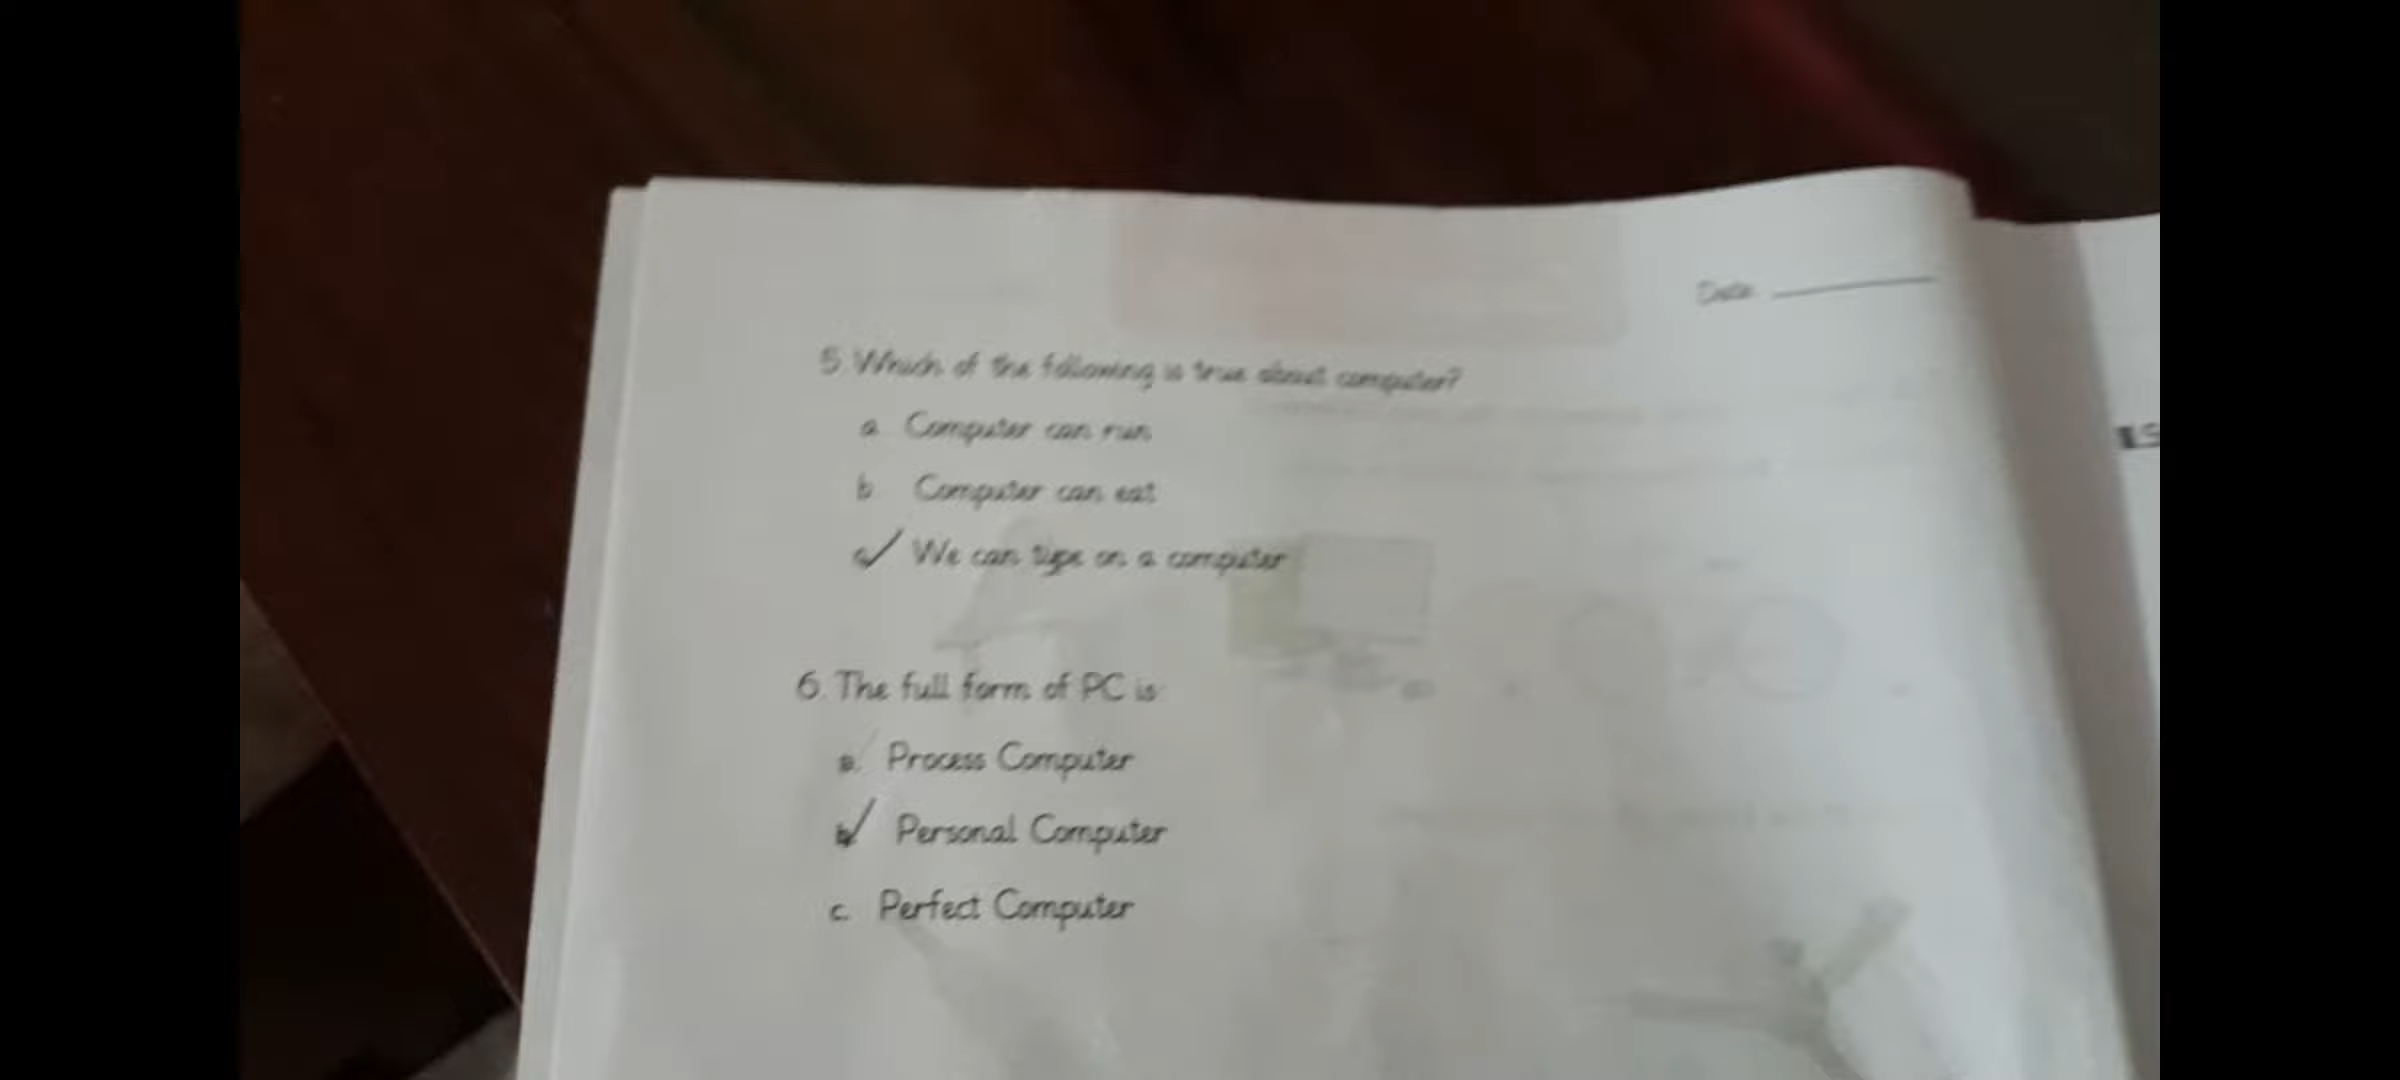 Date
5. Which of the following is true about computer?
a. Computer can run
b. Computer can eat
c. We can type on a computer
6. The full form of PC is
a. Process Computer
b. Personal Computer
c. Perfect Computer